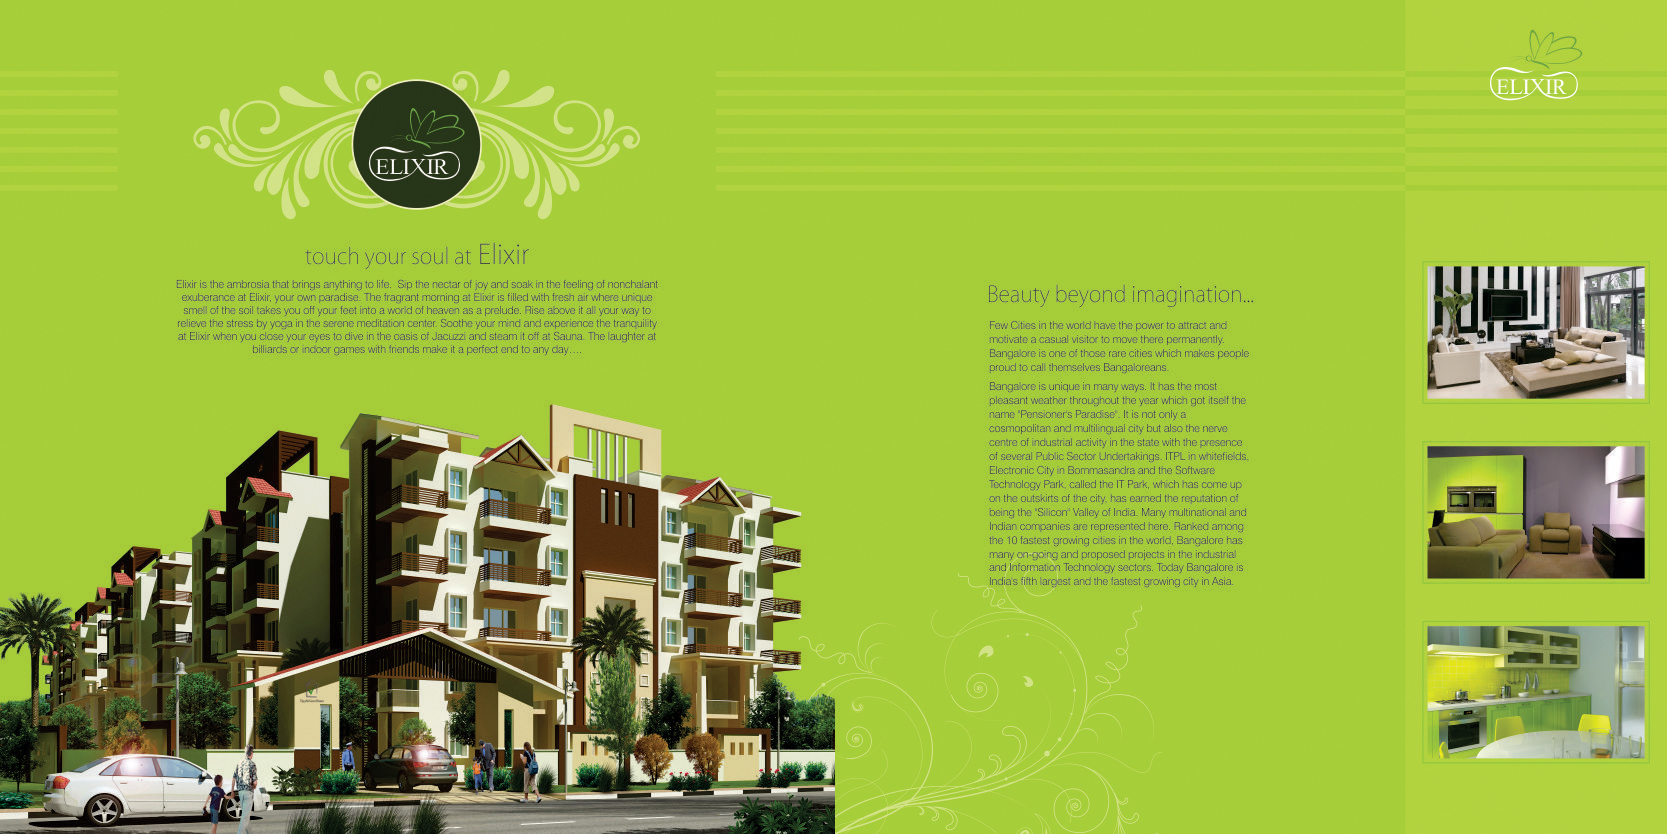 ELIXIR
touch your soul at Elixir
Elixir is the ambrosia that brings anything to life.  Sip the nectar of joy and soak in the feeling of nonchalant
exuberance at Elixir, your own paradise. The fragrant morning at Elixir is filled with fresh air where unique
smell of the soil takes you off your feet into a world of heaven as a prelude. Rise above it all your way to
relieve the stress by yoga in the serene meditation center. Soothe your mind and experience the tranquility
at Elixir when you close your eyes to dive in the oasis of Jacuzzi and steam it off at Sauna. The laughter at
billiards or indoor games with friends make it a perfect end to any day….
ELIXIR
Beauty beyond imagination...
Few Cities in the world have the power to attract and
motivate a casual visitor to move there permanently.
Bangalore is one of those rare cities which makes people
proud to call themselves Bangaloreans.
Bangalore is unique in many ways. It has the most
pleasant weather throughout the year which got itself the
name "Pensioner's Paradise". It is not only a
cosmopolitan and multilingual city but also the nerve
centre of industrial activity in the state with the presence
of several Public Sector Undertakings. ITPL in whitefields,
Electronic City in Bommasandra and the Software
Technology Park, called the IT Park, which has come up
on the outskirts of the city, has earned the reputation of
being the "Silicon" Valley of India. Many multinational and
Indian companies are represented here. Ranked among
the 10 fastest growing cities in the world, Bangalore has
many on-going and proposed projects in the industrial
and Information Technology sectors. Today Bangalore is
India's fifth largest and the fastest growing city in Asia.